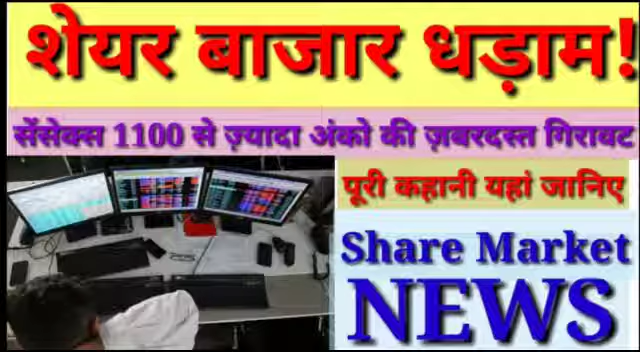 शेयर बाजार धड़ाम!
सेंसेक्स 1100 से ज़्यादा अंको की ज़बरदस्त गिरावट
पूरी कहानी यहां जानिए
Share Market
NEWS